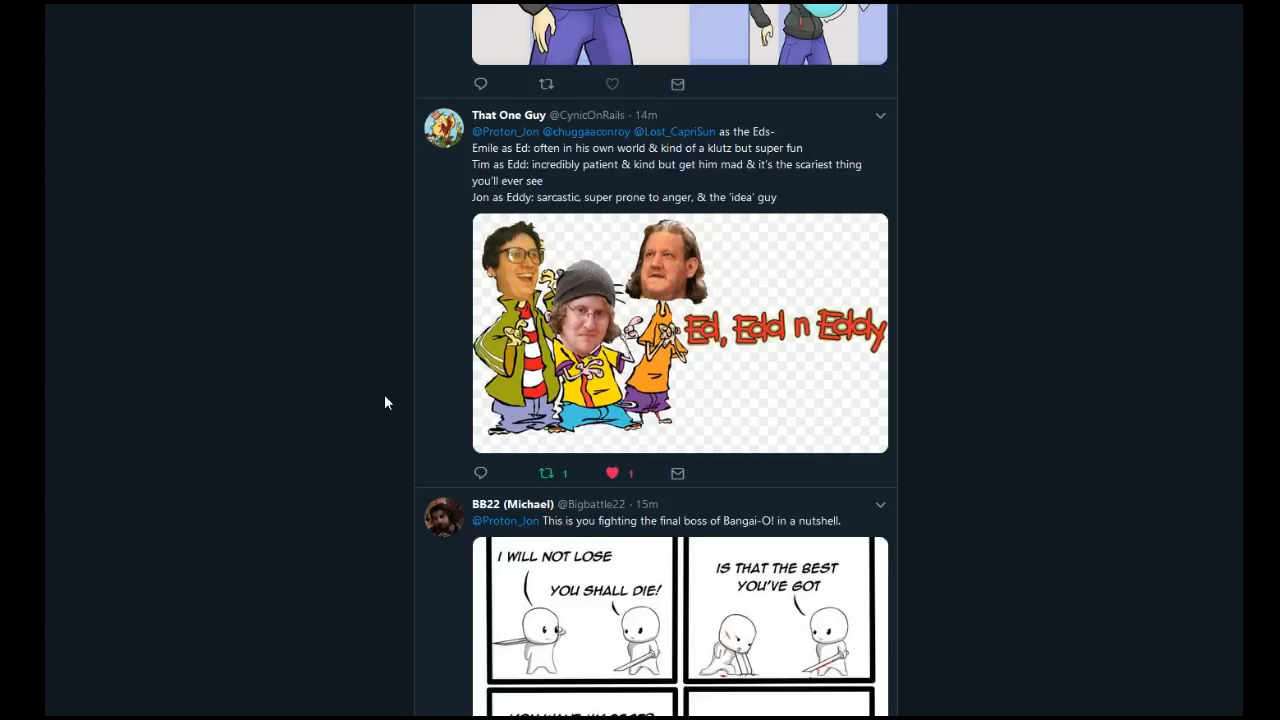 That One Guy @CynicOnRails · 14m
@Proton_Jon @chuggaaconroy @Lost_CapriSun as the Eds-
Emile as Ed: often in his own world & kind of a klutz but super fun
Tim as Edd: incredibly patient & kind but get him mad & it's the scariest thing
you'll ever see
Jon as Eddy: sarcastic, super prone to anger, & the 'idea' guy
Ed, Edd n Eddy
1 1
BB22 (Michael) @Bigbattle22 · 15m
@Proton_Jon This is you fighting the final boss of Bangai-O! in a nutshell.
I WILL NOT LOSE
YOU SHALL DIE!
IS THAT THE BEST
YOU'VE GOT